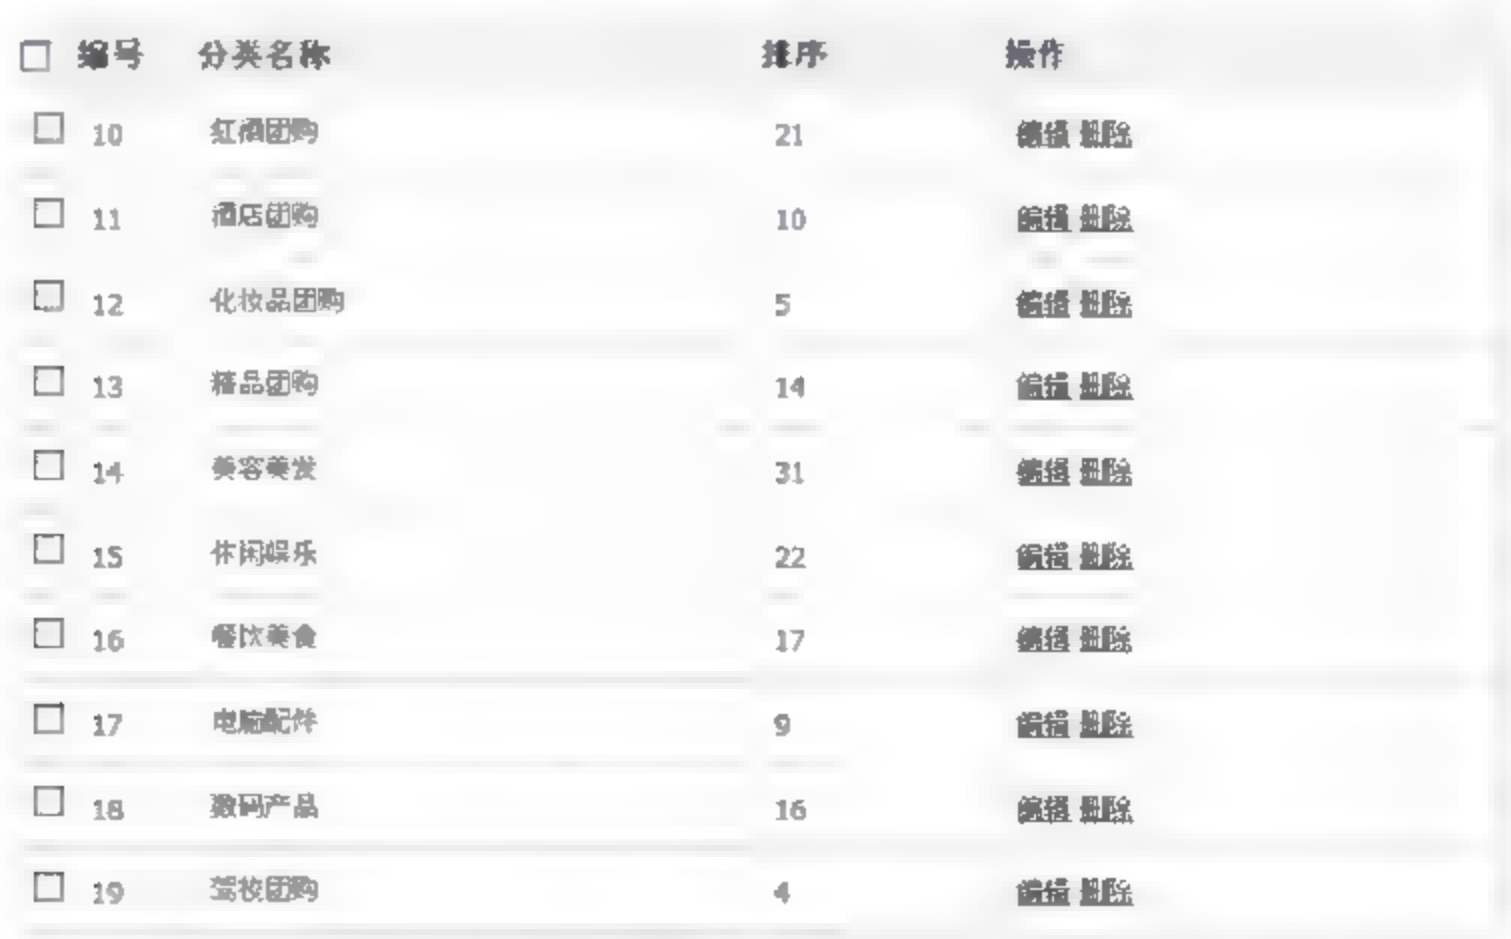 编号 分类名称 排序 操作
10 红酒团购 21 编辑 删除
11 酒店团购 10 编辑 删除
12 化妆品团购 5 编辑 删除
13 精品团购 14 编辑 删除
14 美容美发 31 编辑 删除
15 休闲娱乐 22 编辑 删除
16 餐饮美食 17 编辑 删除
17 电脑配件 9 编辑 删除
18 数码产品 16 编辑 删除
19 驾校团购 4 编辑 删除